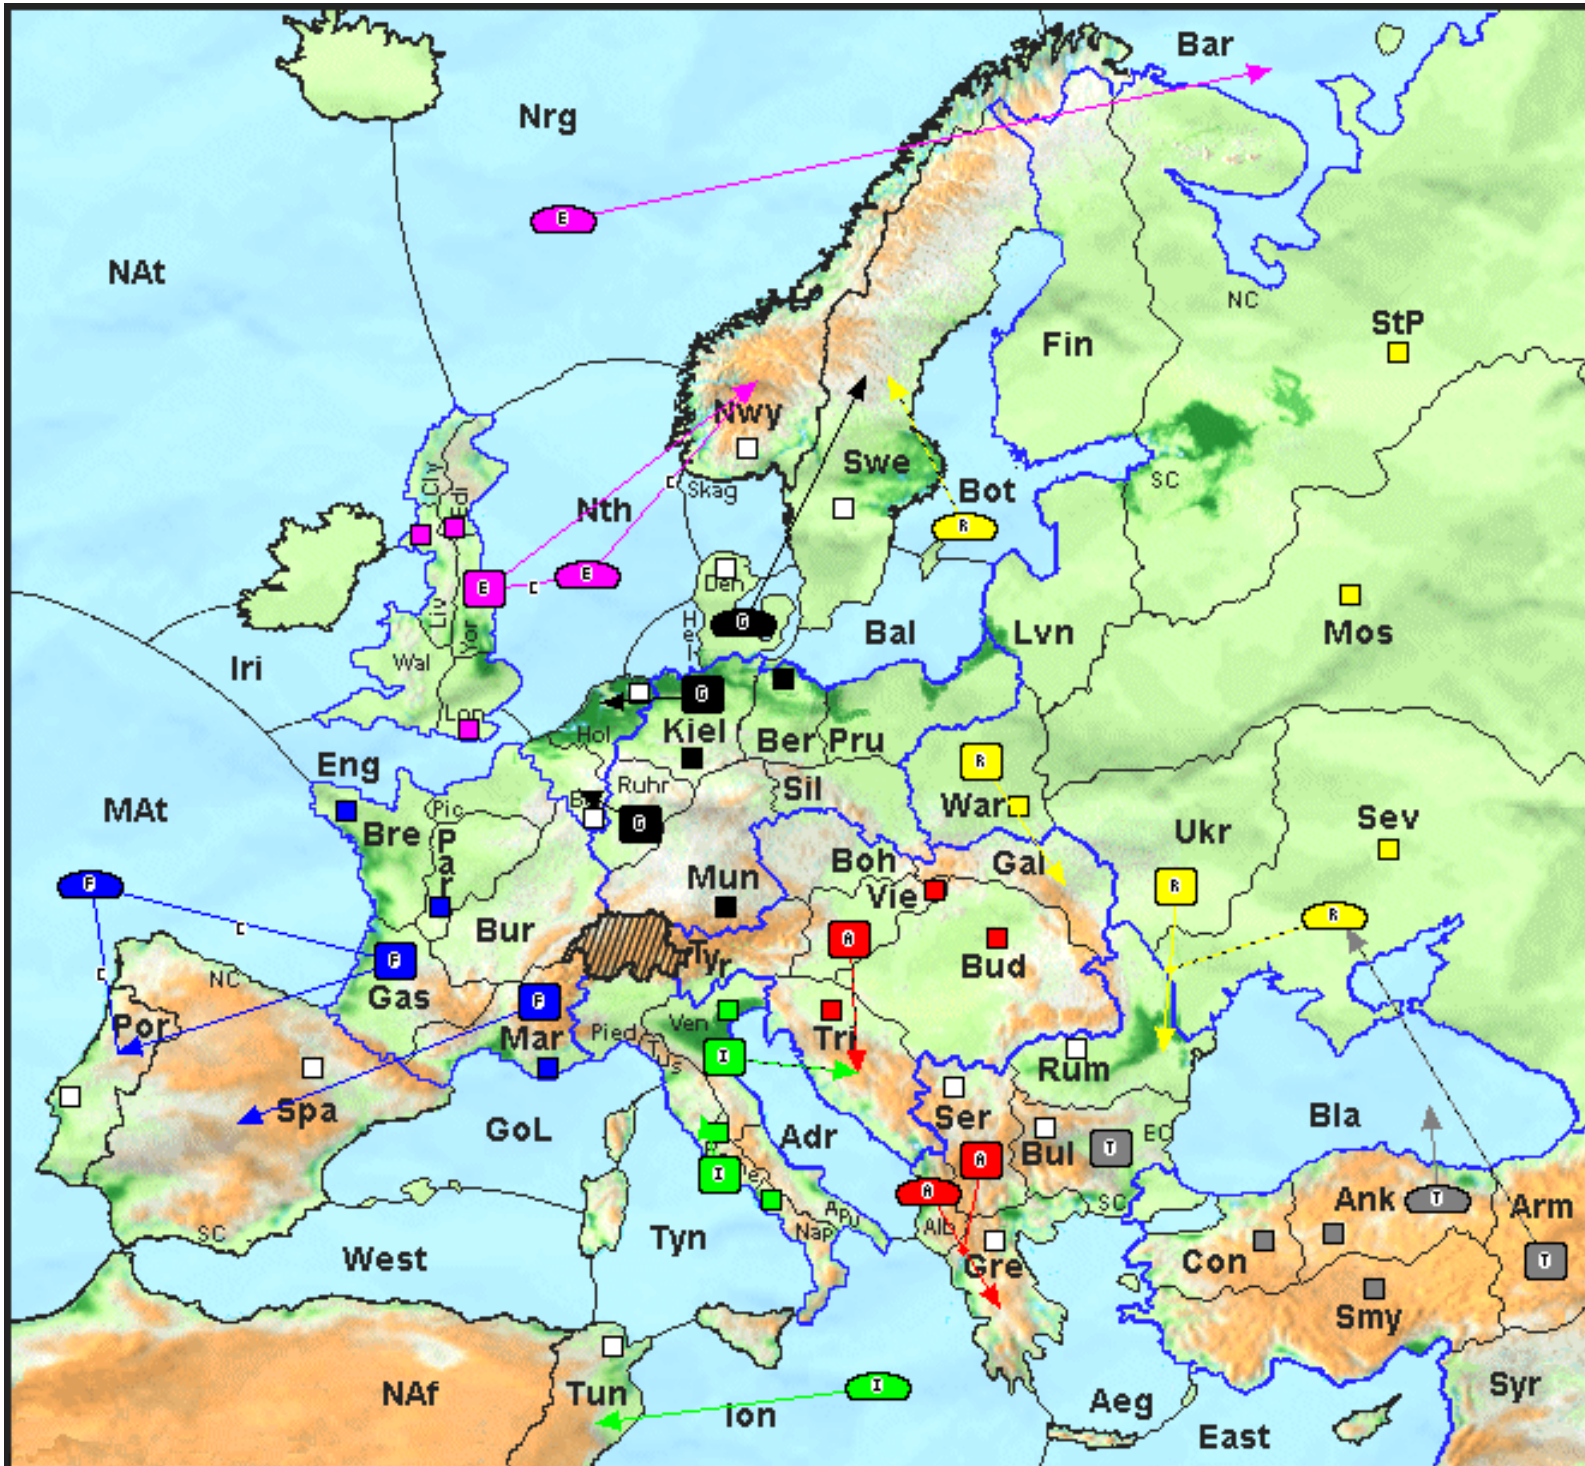 Bar
Nrg
E
NAt
NC
StP
Fin
Nwy
Swe
SC
Cly
Edi
C
Skag
Bot
Nth
R
E
E
C
Den
Mos
Liv
Yor
Hel
G
Bal
Lvn
Iri
Wal
G
Lon
Hol
Kiel
Ber
Pru
R
Eng
Ruhr
Sil
War
MAt
Pic
Bre
Par
G
Ukr
Sev
Boh
Gal
F
Mun
Vie
R
R
C
Bur
A
Bud
F
Tyr
C
NC
Gas
F
Por
Mar
Pied
Ven
Tri
Tus
I
Rum
Spa
GoL
Adr
Ser
Bla
Bul
EC
T
I
A
A
Ank
T
Arm
SC
SC
Apu
Alb
Nap
West
Tyn
Gre
Con
T
Smy
NAf
Tun
I
Ion
Aeg
Syr
East